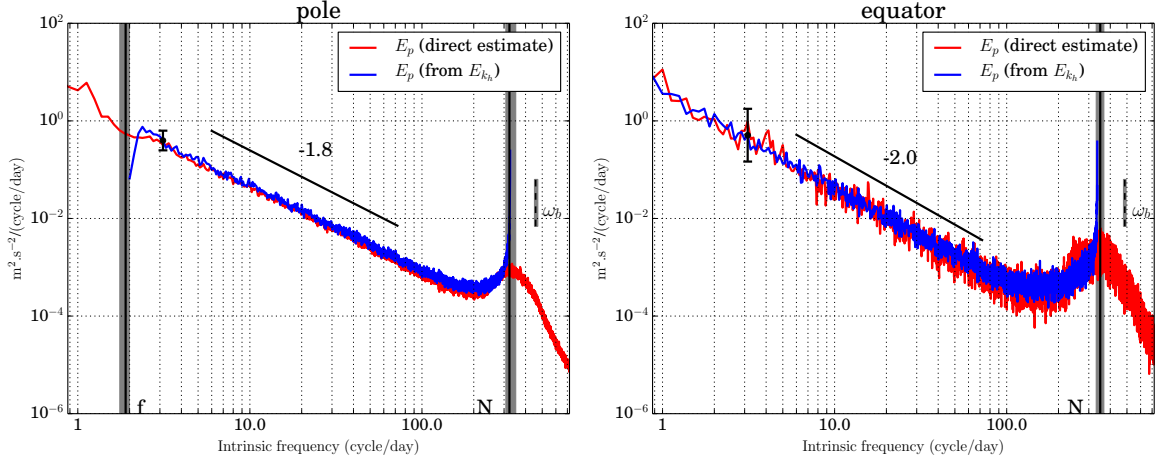 pole
E_p (direct estimate)
E_p (from E_{k_h})
-1.8
ω_b
f
N
10^2
10^0
10^{-2}
10^{-4}
10^{-6}
m^2.s^{-2}/(cycle/day)
1
10.0
100.0
Intrinsic frequency (cycle/day)
equator
E_p (direct estimate)
E_p (from E_{k_h})
-2.0
ω_b
N
10^2
10^0
10^{-2}
10^{-4}
10^{-6}
m^2.s^{-2}/(cycle/day)
1
10.0
100.0
Intrinsic frequency (cycle/day)